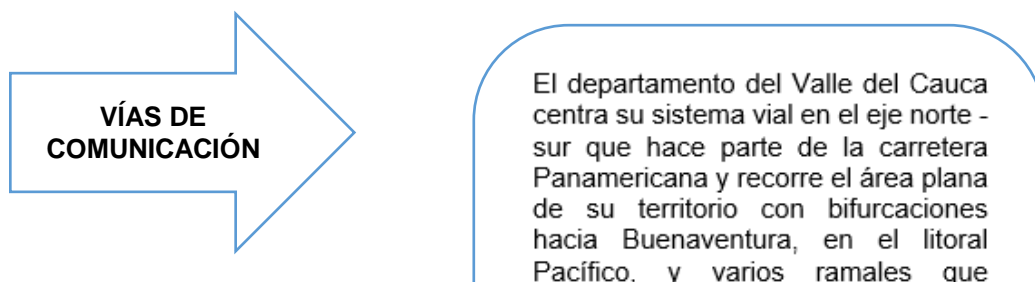 VÍAS DE
COMUNICACIÓN
El departamento del Valle del Cauca
centra su sistema vial en el eje norte -
sur que hace parte de la carretera
Panamericana y recorre el área plana
de su territorio con bifurcaciones
hacia Buenaventura, en el litoral
Pacífico, y varios ramales que